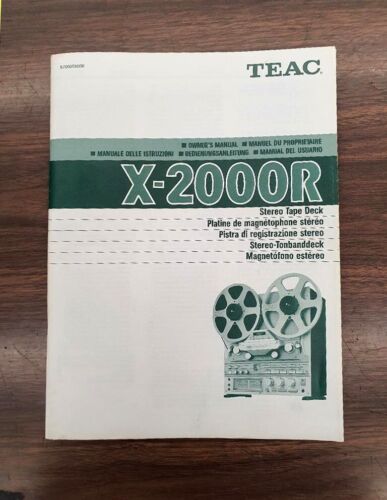 TEAC.
■ OWNER'S MANUAL ■ MANUEL DU PROPRIETAIRE
■ MANUALE DELLE ISTRUZIONI ■ BEDIENUNGSANLEITUNG ■ MANUAL DEL USUARIO
X-2000R
Stereo Tape Deck
Platine de magnétophone stéréo
Pistra di registrazione stereo
Stereo-Tonbanddeck
Magnetófono estéreo